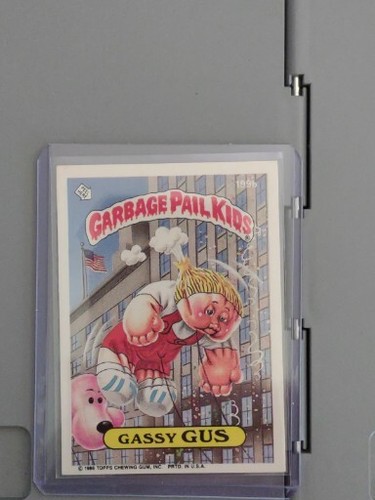 GARBAGE PAIL KIDS
GASSY GUS
© 1986 TOPPS CHEWING GUM, INC. PRTD. IN U.S.A.